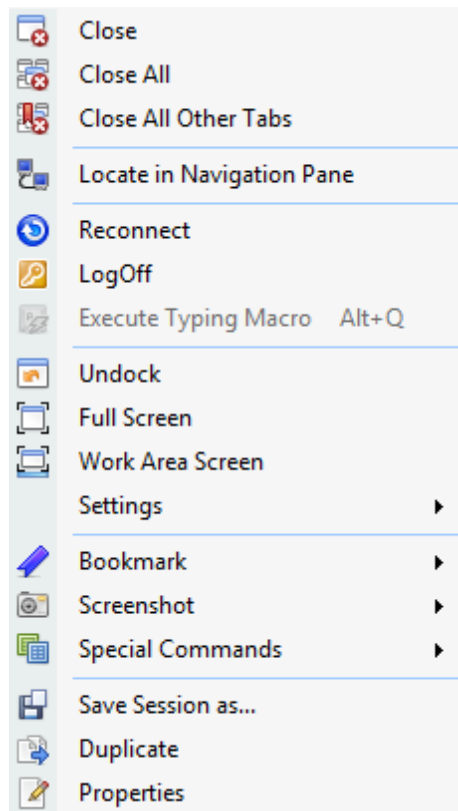 Close
Close All
Close All Other Tabs
Locate in Navigation Pane
Reconnect
LogOff
Execute Typing Macro Alt+Q
Undock
Full Screen
Work Area Screen
Settings
Bookmark
Screenshot
Special Commands
Save Session as...
Duplicate
Properties